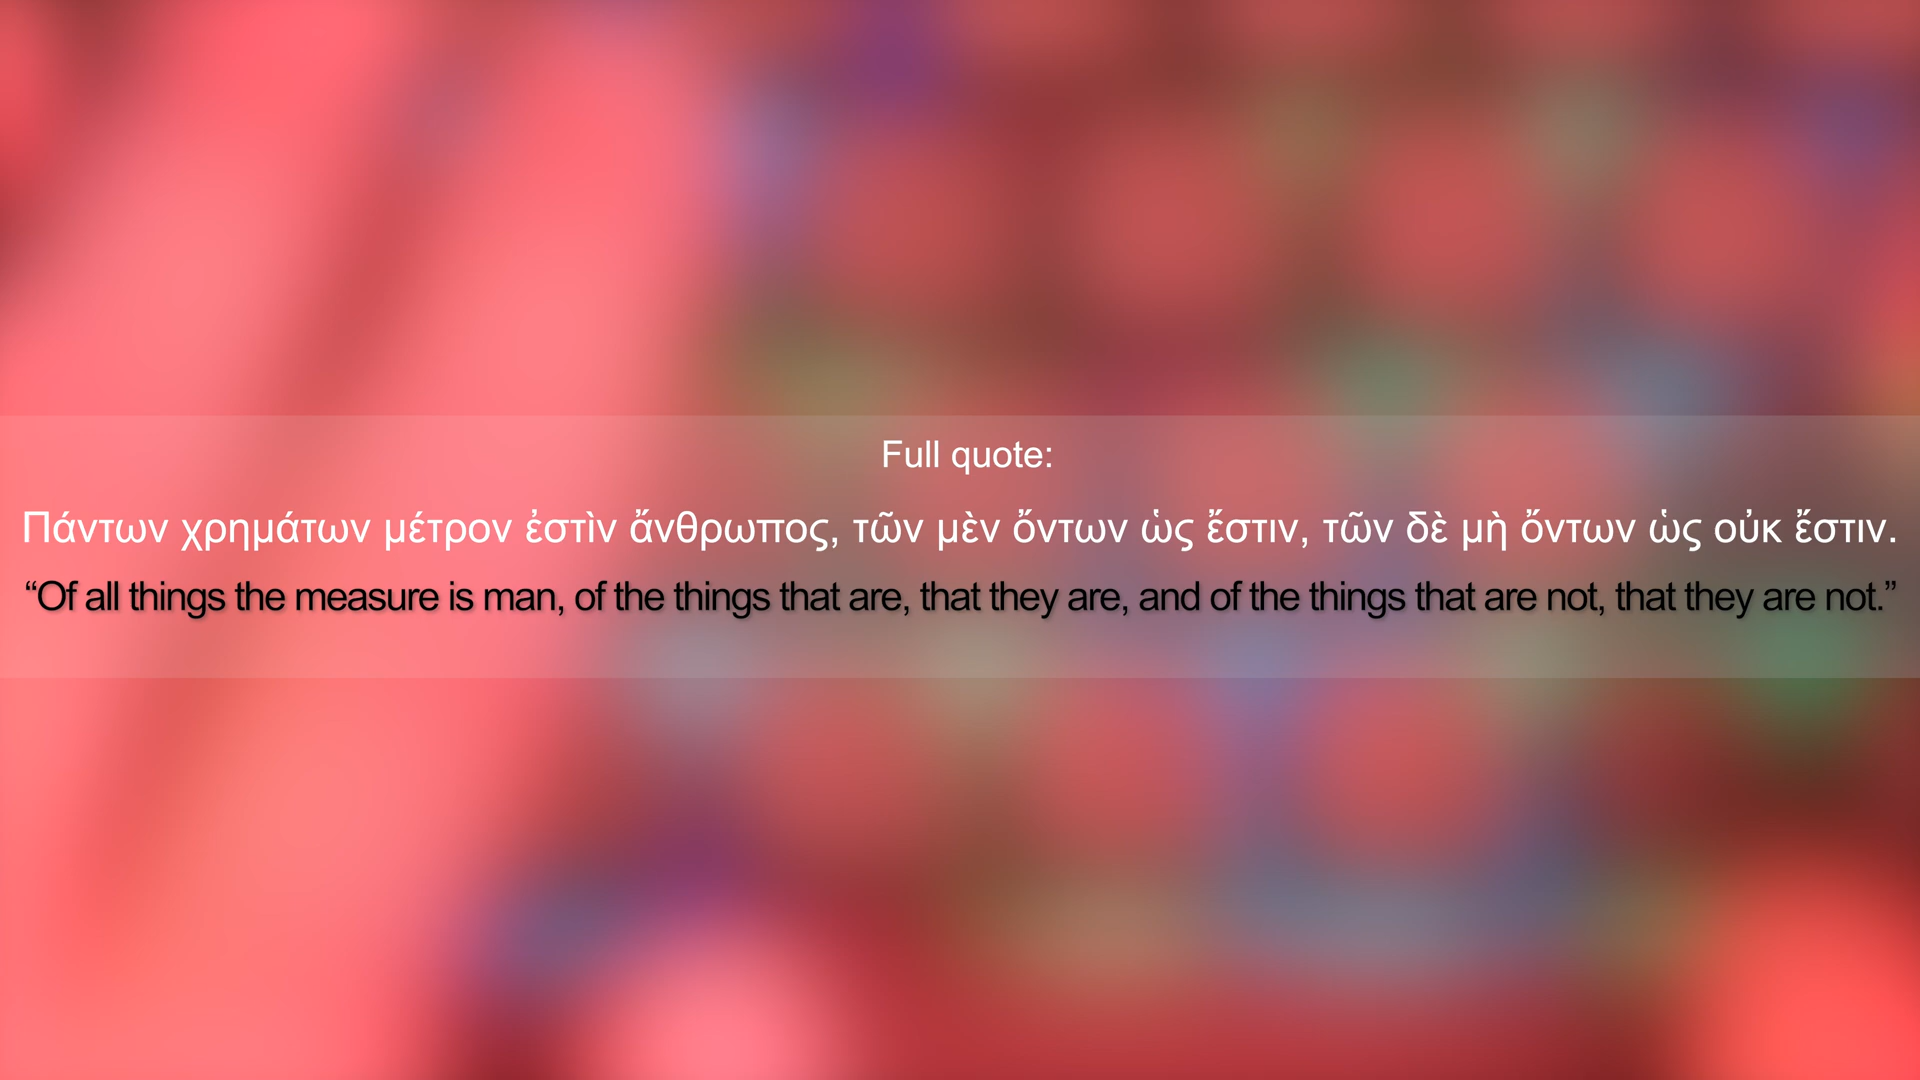 Full quote:
Πάντων χρημάτων μέτρον ἐστὶν ἄνθρωπος, τῶν μὲν ὄντων ὡς ἔστιν, τῶν δὲ μὴ ὄντων ὡς οὐκ ἔστιν.
“Of all things the measure is man, of the things that are, that they are, and of the things that are not, that they are not.”